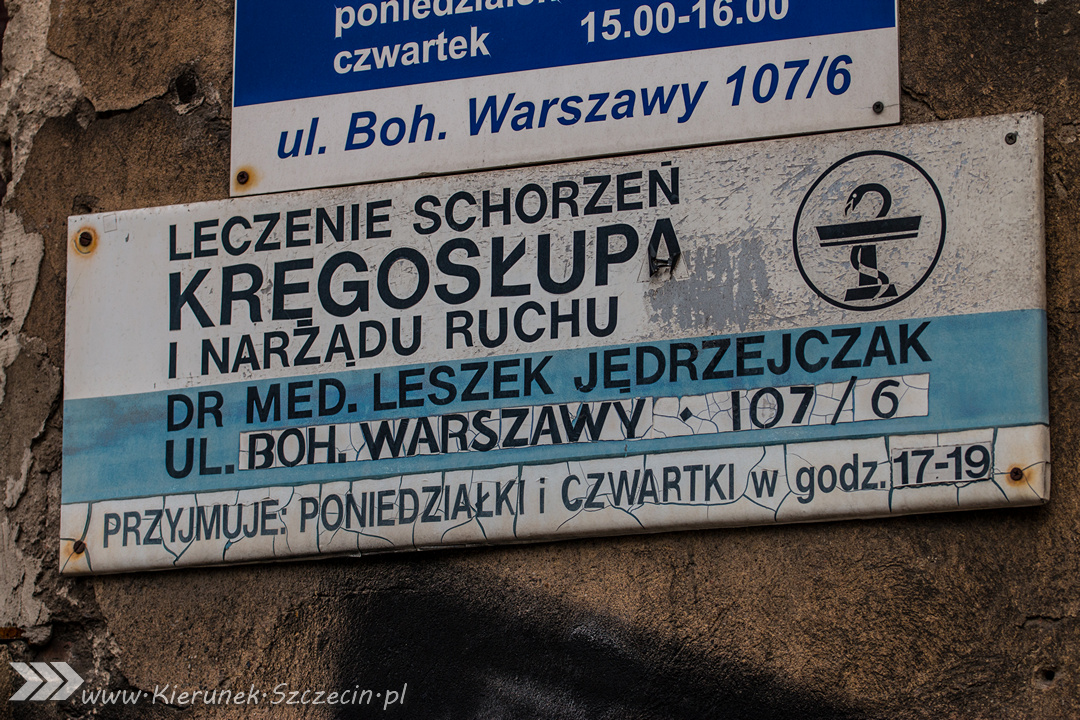 poniedziałek
czwartek 15.00-16.00
ul. Boh. Warszawy 107/6
LECZENIE SCHORZEŃ
KRĘGOSŁUPA
I NARZĄDU RUCHU
DR MED. LESZEK JĘDRZEJCZAK
UL. BOH. WARSZAWY • 107/6
PRZYJMUJE: PONIEDZIAŁKI i CZWARTKI w godz. 17-19
www·Kierunek·Szczecin·pl